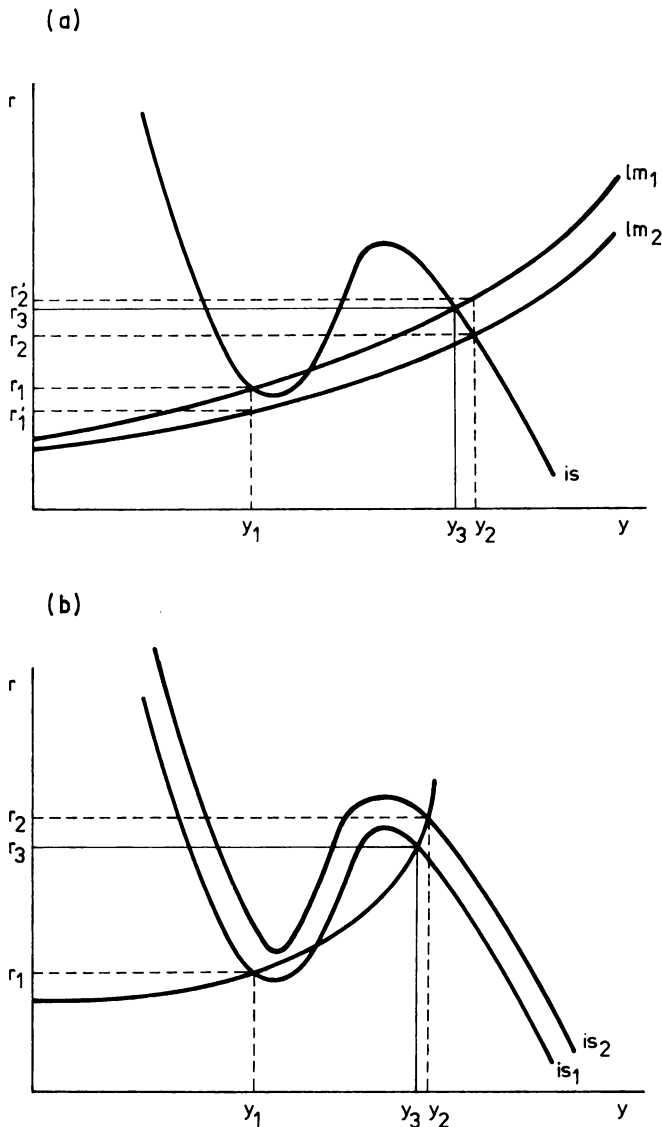 (a)
r
lm1
lm2
r2′
r3
r2
r1
r1′
is
y1 y3 y2 y
(b)
r
r2
r3
r1
is2
is1
y1 y3 y2 y